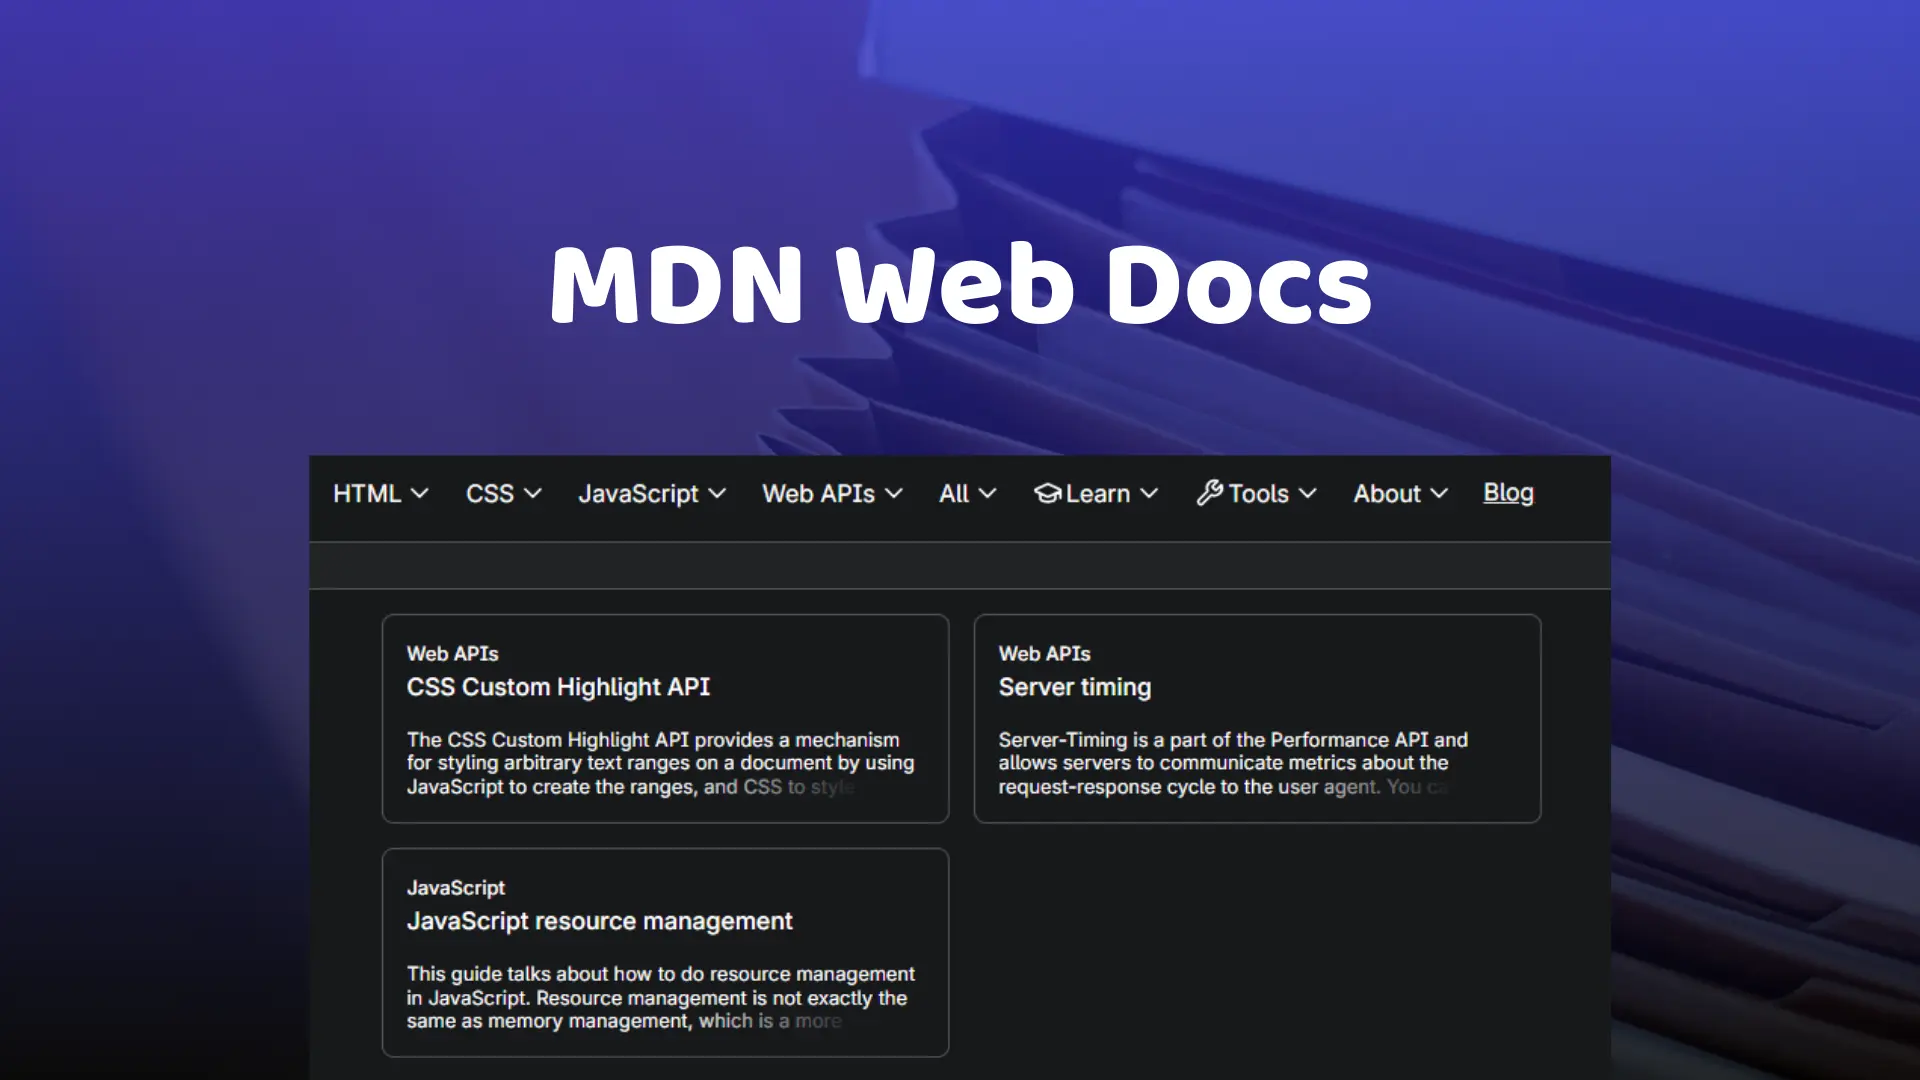 MDN Web Docs
HTML CSS JavaScript Web APIs All Learn Tools About Blog
Web APIs
CSS Custom Highlight API
The CSS Custom Highlight API provides a mechanism
for styling arbitrary text ranges on a document by using
JavaScript to create the ranges, and CSS to style
Web APIs
Server timing
Server-Timing is a part of the Performance API and
allows servers to communicate metrics about the
request-response cycle to the user agent. You
JavaScript
JavaScript resource management
This guide talks about how to do resource management
in JavaScript. Resource management is not exactly the
same as memory management, which is a more